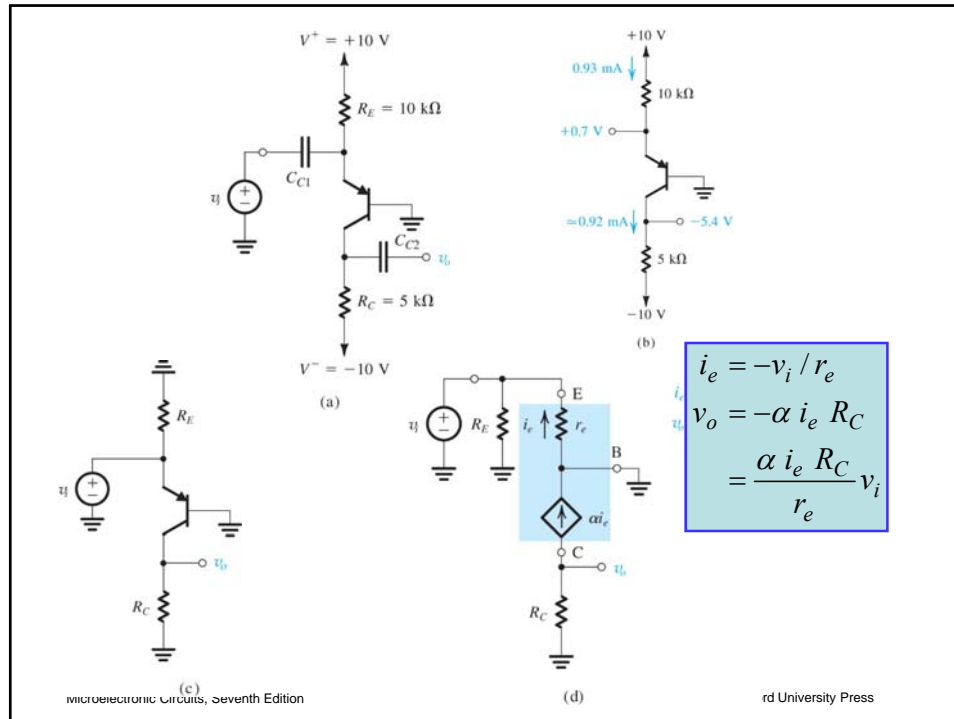 V⁺ = +10 V
R_E = 10 kΩ
C_C1
v_i
+
−
C_C2
v_o
R_C = 5 kΩ
V⁻ = −10 V
(a)
+10 V
0.93 mA
10 kΩ
+0.7 V
≃0.92 mA
−5.4 V
5 kΩ
−10 V
(b)
R_E
v_i
+
−
v_o
R_C
(c)
E
v_i
+
−
R_E
i_e
r_e
B
αi_e
C
v_o
R_C
(d)
i_e = −v_i / r_e
v_o = −α i_e R_C
= α i_e R_C / r_e v_i
Microelectronic Circuits, Seventh Edition
rd University Press